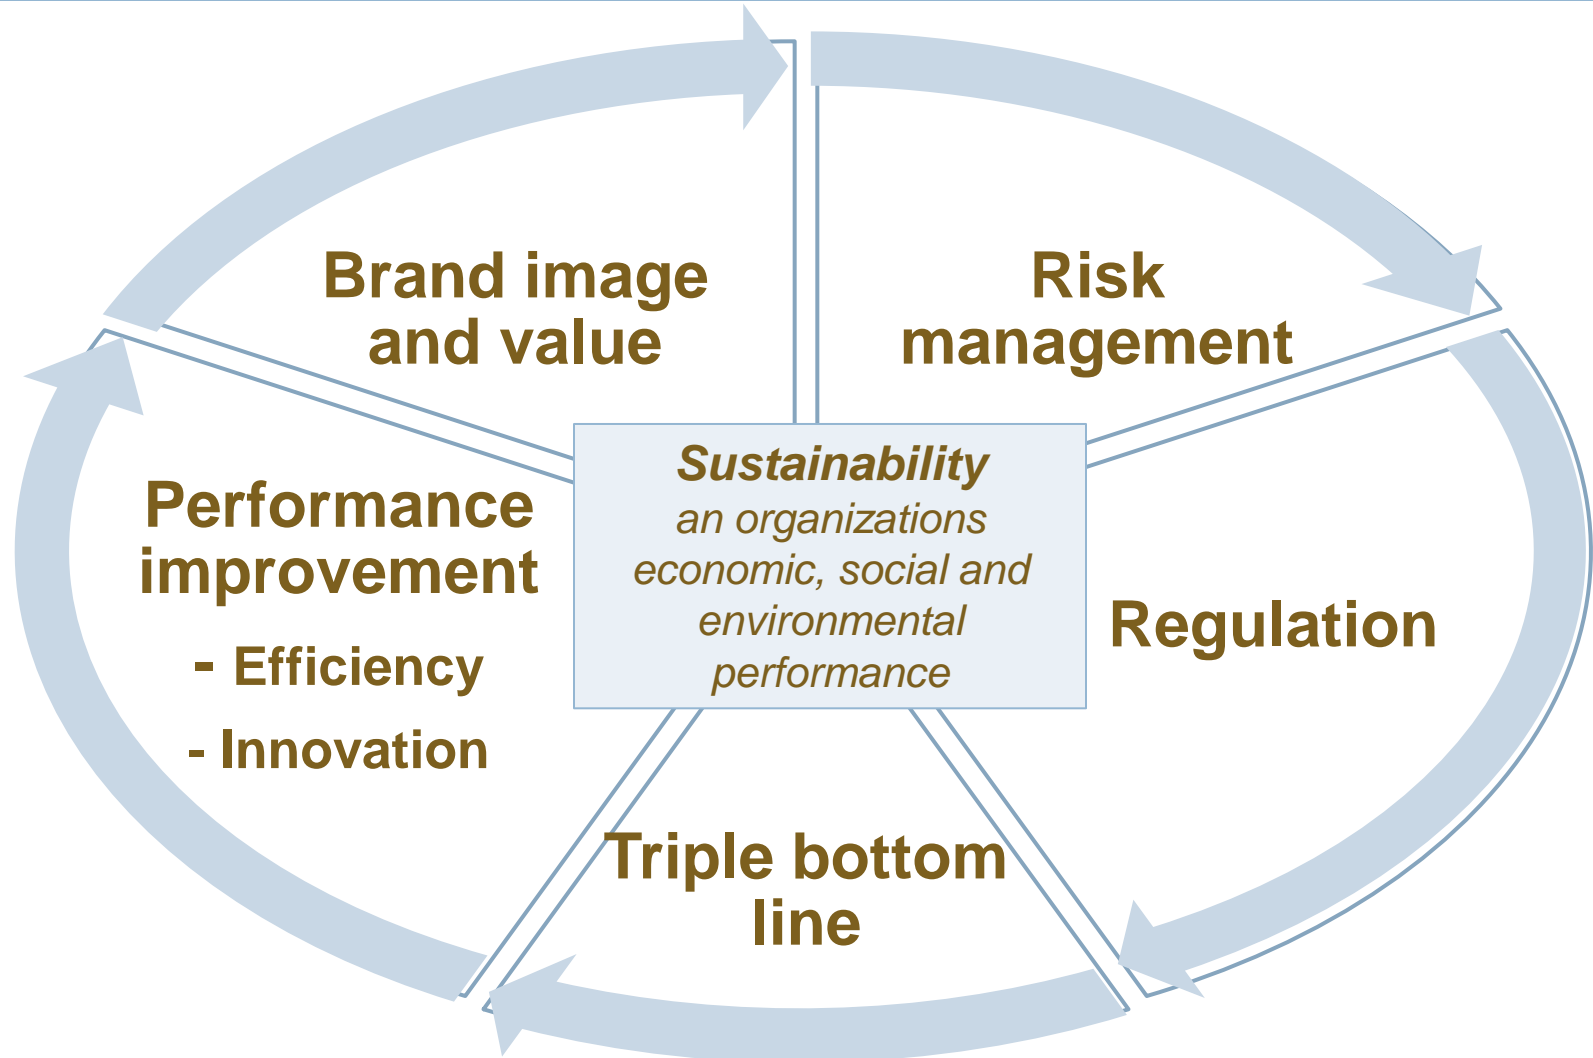 Brand image
and value
Risk
management
Sustainability
an organizations
economic, social and
environmental
performance
Performance
improvement
- Efficiency
- Innovation
Regulation
Triple bottom
line